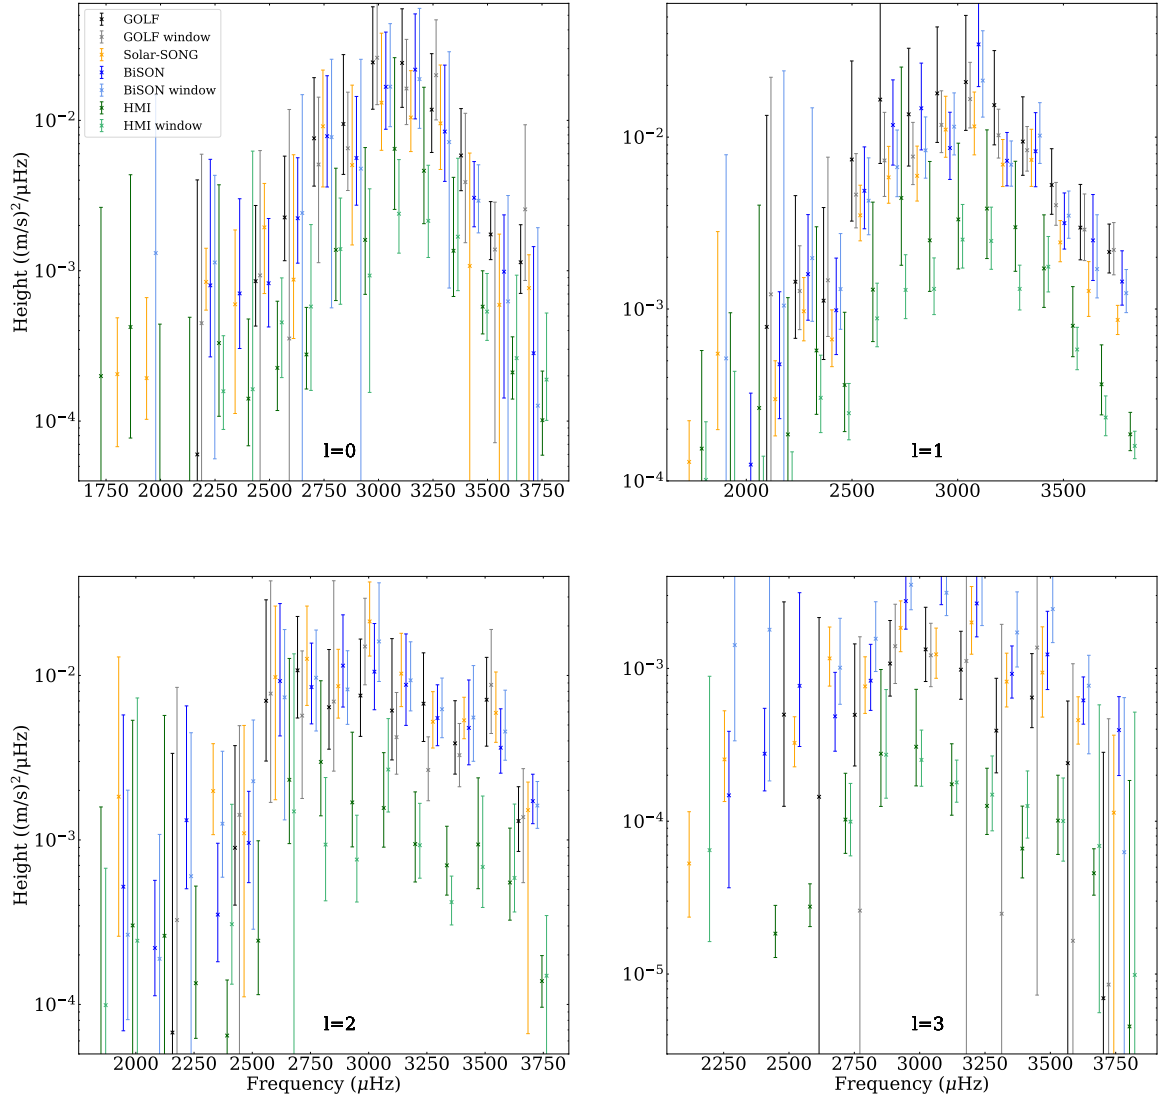 GOLF
GOLF window
Solar-SONG
BiSON
BiSON window
HMI
HMI window
Height ((m/s)²/μHz)
10⁻²
10⁻³
10⁻⁴
l=0
1750 2000 2250 2500 2750 3000 3250 3500 3750
10⁻²
10⁻³
10⁻⁴
l=1
2000 2500 3000 3500
Height ((m/s)²/μHz)
10⁻²
10⁻³
10⁻⁴
l=2
2000 2250 2500 2750 3000 3250 3500 3750
Frequency (μHz)
10⁻³
10⁻⁴
10⁻⁵
l=3
2250 2500 2750 3000 3250 3500 3750
Frequency (μHz)